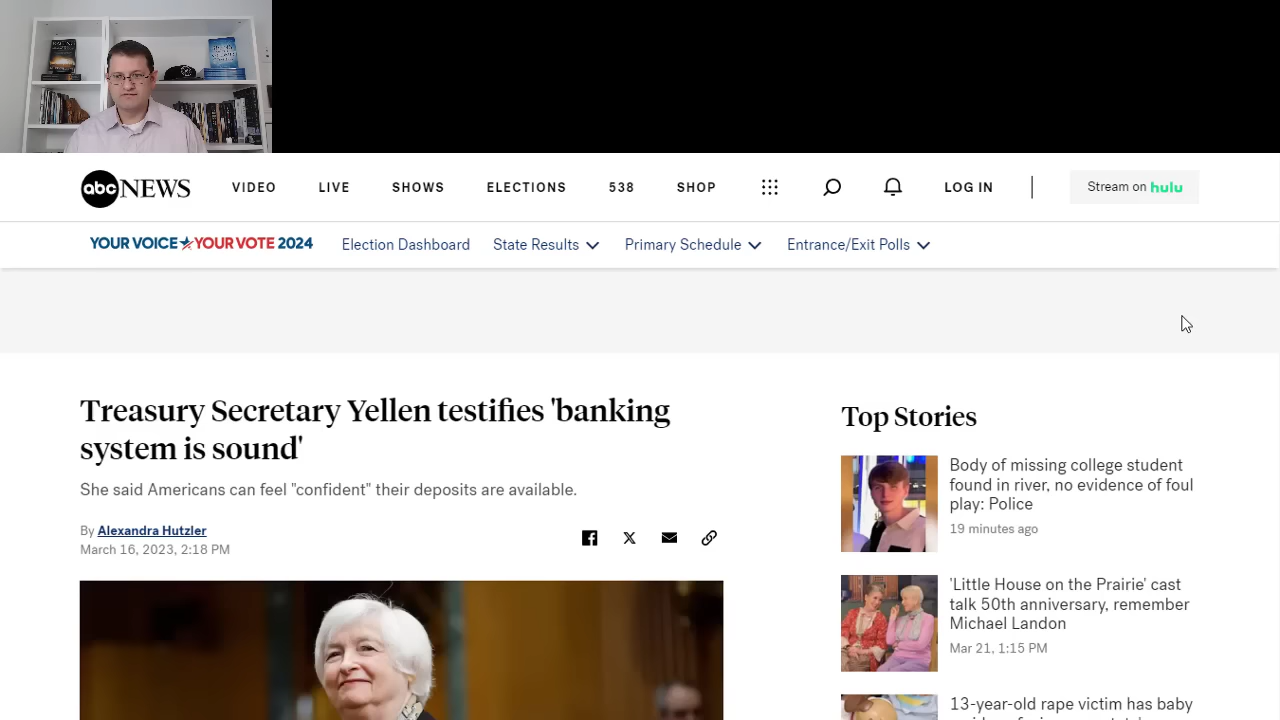 abc NEWS
VIDEO
LIVE
SHOWS
ELECTIONS
538
SHOP
LOG IN
Stream on hulu
YOUR VOICE YOUR VOTE 2024
Election Dashboard
State Results
Primary Schedule
Entrance/Exit Polls
Treasury Secretary Yellen testifies 'banking
system is sound'
She said Americans can feel "confident" their deposits are available.
By Alexandra Hutzler
March 16, 2023, 2:18 PM
Top Stories
Body of missing college student
found in river, no evidence of foul
play: Police
19 minutes ago
'Little House on the Prairie' cast
talk 50th anniversary, remember
Michael Landon
Mar 21, 1:15 PM
13-year-old rape victim has baby